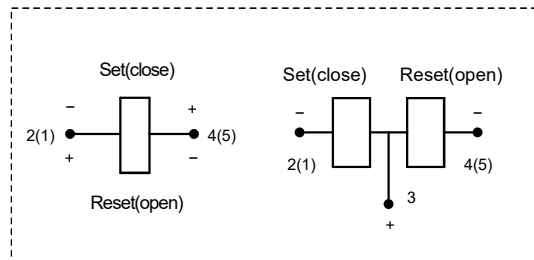 Set(close)
− +
2(1) 4(5)
+ −
Reset(open)
Set(close) Reset(open)
− −
2(1) 4(5)
3
+